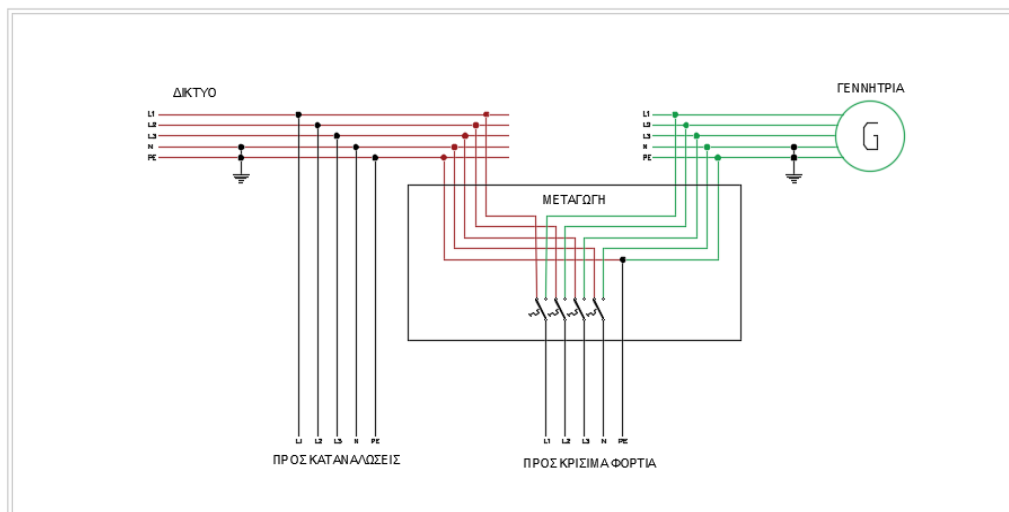 ΔΙΚΤΥΟ
L1
L2
L3
N
PE
ΓΕΝΝΗΤΡΙΑ
L1
L2
L3
N
PE
G
ΜΕΤΑΓΩΓΗ
L1 L2 L3 N PE
ΠΡΟΣ ΚΑΤΑΝΑΛΩΣΕΙΣ
L1 L2 L3 N PE
ΠΡΟΣ ΚΡΙΣΙΜΑ ΦΟΡΤΙΑ